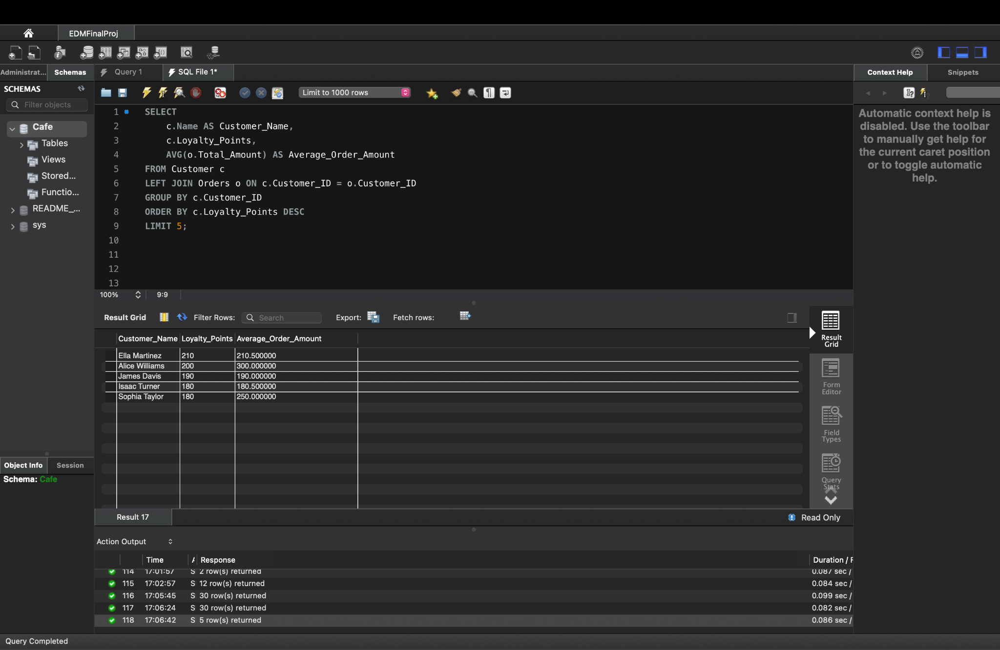 EDMFinalProj
Administrat... Schemas
Query 1 SQL File 1*
Context Help Snippets
SCHEMAS
Filter objects
Limit to 1000 rows
Cafe
Tables
Views
Stored...
Functio...
README_...
sys
1 SELECT
2 c.Name AS Customer_Name,
3 c.Loyalty_Points,
4 AVG(o.Total_Amount) AS Average_Order_Amount
5 FROM Customer c
6 LEFT JOIN Orders o ON c.Customer_ID = o.Customer_ID
7 GROUP BY c.Customer_ID
8 ORDER BY c.Loyalty_Points DESC
9 LIMIT 5;
10
11
12
13
Automatic context help is
disabled. Use the toolbar
to manually get help for
the current caret position
or to toggle automatic
help.
100% 9:9
Result Grid Filter Rows: Search Export: Fetch rows:
Customer_Name Loyalty_Points Average_Order_Amount
Ella Martinez 210 210.500000
Alice Williams 200 300.000000
James Davis 190 190.000000
Isaac Turner 180 180.500000
Sophia Taylor 180 250.000000
Result
Grid
Form
Editor
Field
Types
Query
Stats
Object Info Session
Schema: Cafe
Result 17 Read Only
Action Output
Time Response Duration / F
114 17:01:57 S 2 row(s) returned 0.087 sec /
115 17:02:57 S 12 row(s) returned 0.084 sec /
116 17:05:45 S 30 row(s) returned 0.099 sec /
117 17:06:24 S 30 row(s) returned 0.082 sec /
118 17:06:42 S 5 row(s) returned 0.086 sec /
Query Completed